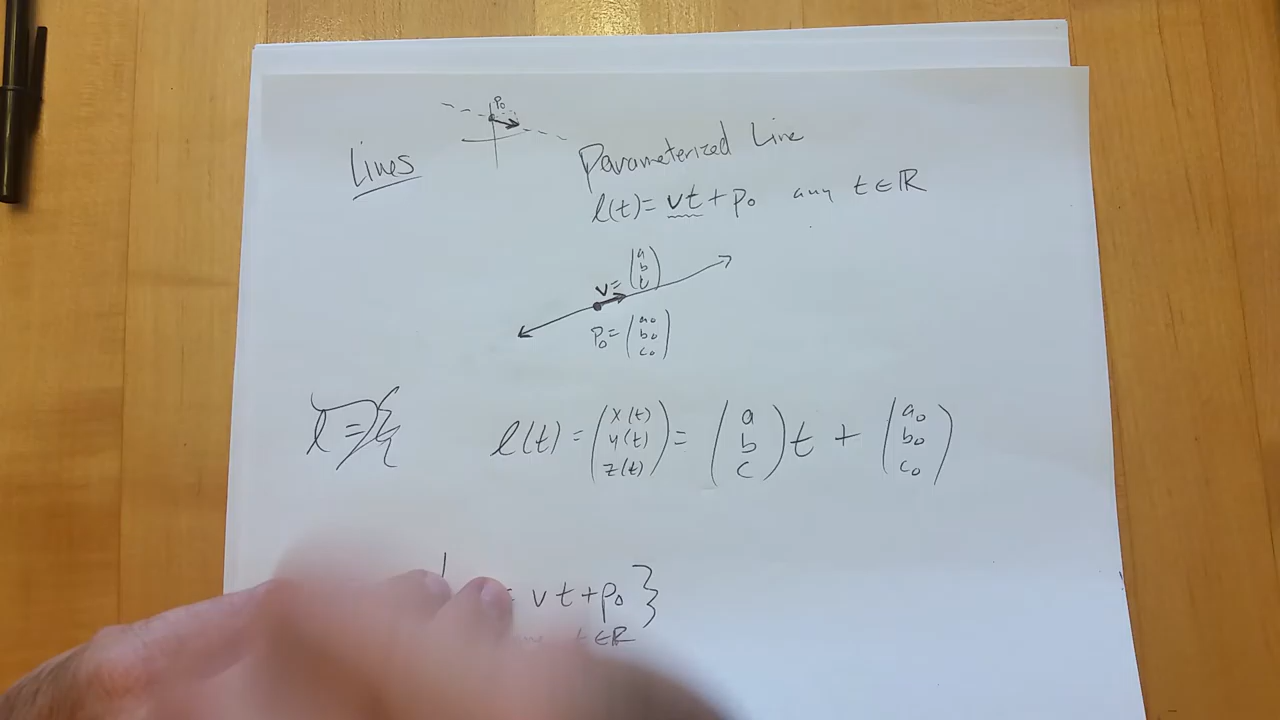 P₀
Lines
Parameterized Line
l(t) = vt + p₀ any t ∈ ℝ
v = (a b t)
P₀ = (a₀ b₀ c₀)
l = {
l(t) = (x(t) y(t) z(t)) = (a b c) t + (a₀ b₀ c₀)
= vt + p₀ }
t ∈ ℝ